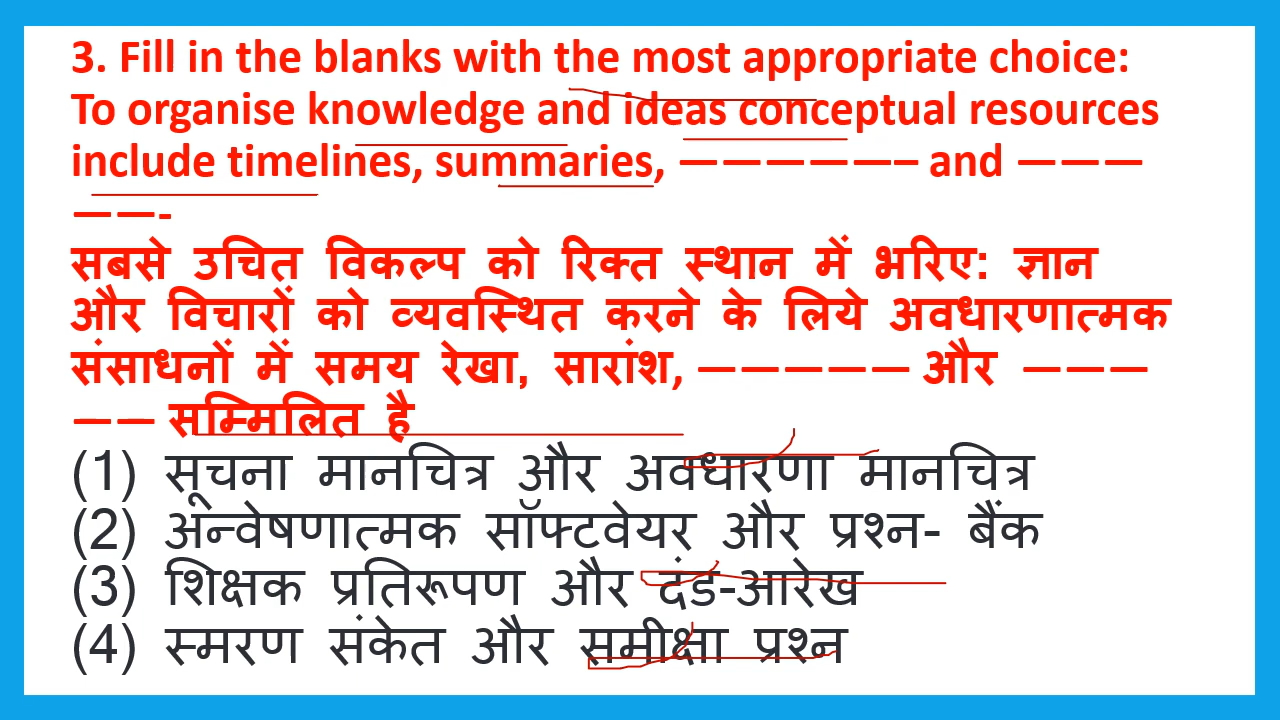 3. Fill in the blanks with the most appropriate choice:
To organise knowledge and ideas conceptual resources
include timelines, summaries, —————– and ———
——-
सबसे उचित विकल्प को रिक्त स्थान में भरिए: ज्ञान
और विचारों को व्यवस्थित करने के लिये अवधारणात्मक
संसाधनों में समय रेखा, सारांश, ————— और ———
—— सम्मिलित है
(1) सूचना मानचित्र और अवधारणा मानचित्र
(2) अन्वेषणात्मक सॉफ्टवेयर और प्रश्न- बैंक
(3) शिक्षक प्रतिरूपण और दंड-आरेख
(4) स्मरण संकेत और समीक्षा प्रश्न